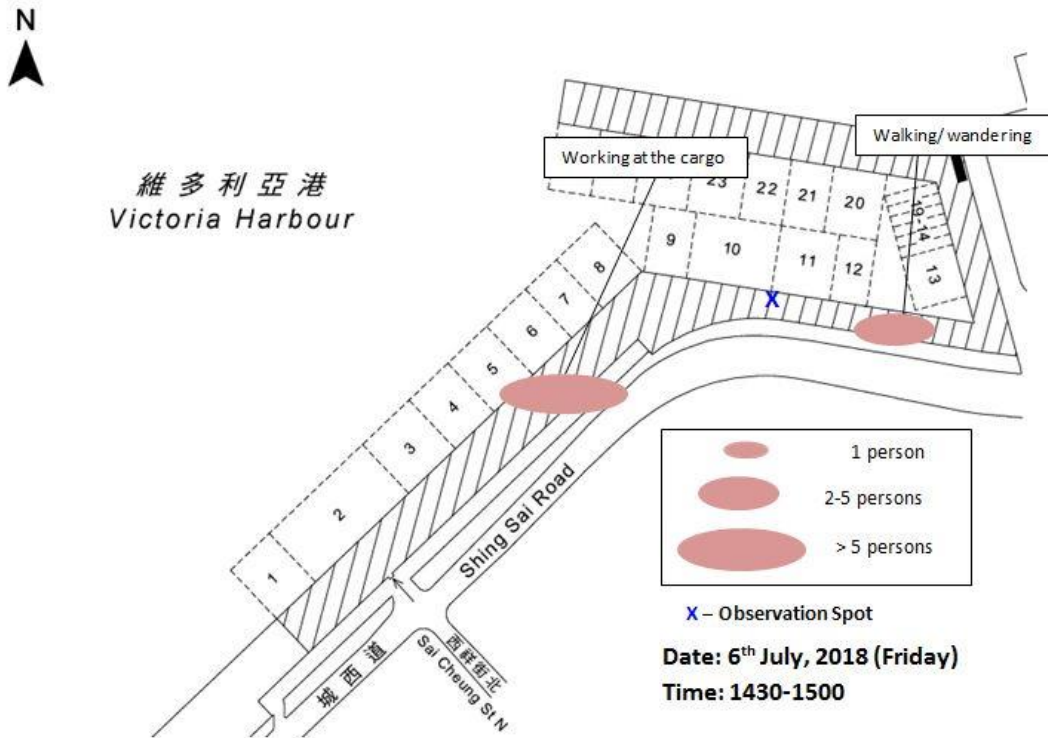 N
維多利亞港
Victoria Harbour
Working at the cargo
Walking/ wandering
23
22
21
20
19-14
13
9
10
11
12
8
7
6
5
4
3
2
1
Shing Sai Road
城西道
西祥街北
Sai Cheung St N
X
1 person
2-5 persons
> 5 persons
X – Observation Spot
Date: 6th July, 2018 (Friday)
Time: 1430-1500